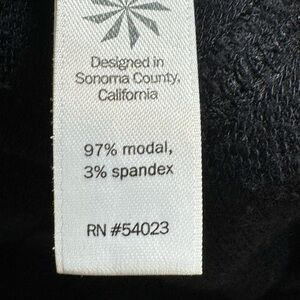 Designed in
Sonoma County,
California
97% modal,
3% spandex
RN #54023